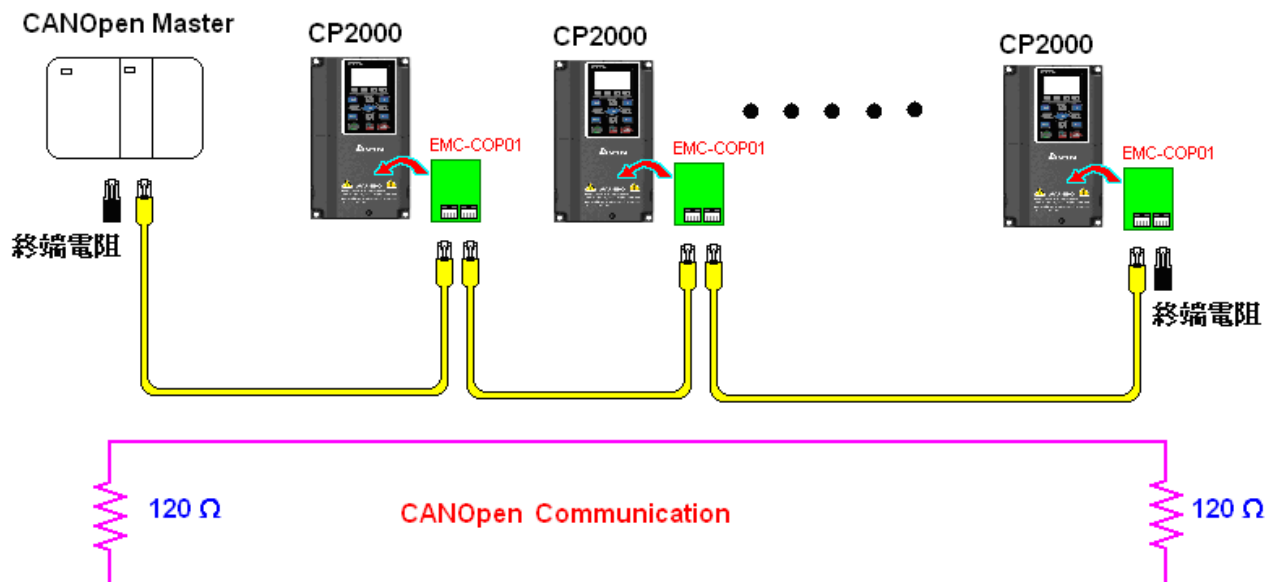 CANOpen Master
CP2000
CP2000
CP2000
EMC-COP01
EMC-COP01
EMC-COP01
終端電阻
終端電阻
120 Ω
CANOpen Communication
120 Ω